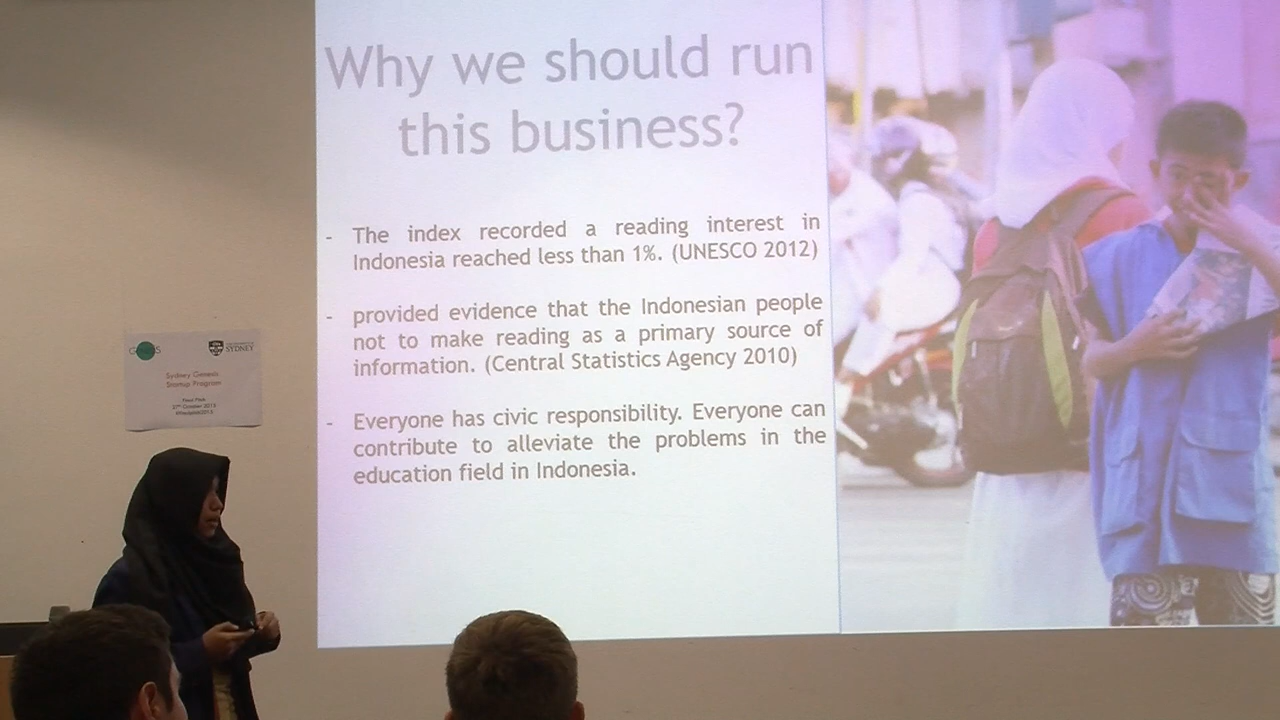 Why we should run
this business?
- The index recorded a reading interest in
Indonesia reached less than 1%. (UNESCO 2012)
- provided evidence that the Indonesian people
not to make reading as a primary source of
information. (Central Statistics Agency 2010)
- Everyone has civic responsibility. Everyone can
contribute to alleviate the problems in the
education field in Indonesia.
SYDNEY
Sydney Genesis
Startup Program